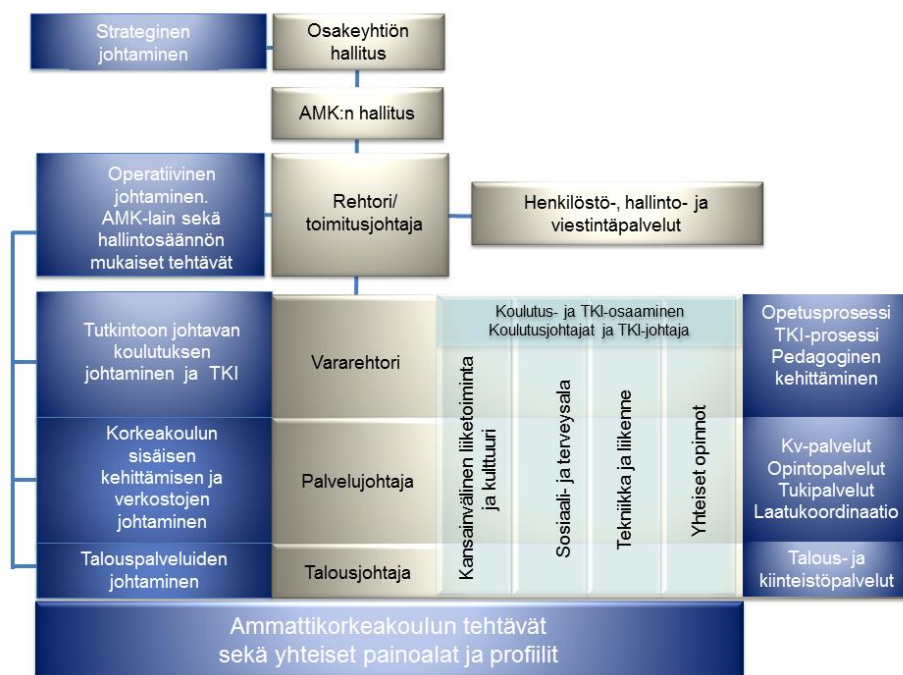 Strateginen
johtaminen
Osakeyhtiön
hallitus
AMK:n hallitus
Operatiivinen
johtaminen.
AMK-lain sekä
hallintosäännön
mukaiset tehtävät
Rehtori/
toimitusjohtaja
Henkilöstö-, hallinto- ja
viestintäpalvelut
Tutkintoon johtavan
koulutuksen
johtaminen ja TKI
Vararehtori
Koulutus- ja TKI-osaaminen
Koulutusjohtajat ja TKI-johtaja
Opetusprosessi
TKI-prosessi
Pedagoginen
kehittäminen
Korkeakoulun
sisäisen
kehittämisen ja
verkostojen
johtaminen
Palvelujohtaja
Kansainvälinen liiketoiminta
ja kulttuuri
Sosiaali- ja terveysala
Tekniikka ja liikenne
Yhteiset opinnot
Kv-palvelut
Opintopalvelut
Tukipalvelut
Laatukoordinaatio
Talouspalveluiden
johtaminen
Talousjohtaja
Talous- ja
kiinteistöpalvelut
Ammattikorkeakoulun tehtävät
sekä yhteiset painoalat ja profiilit